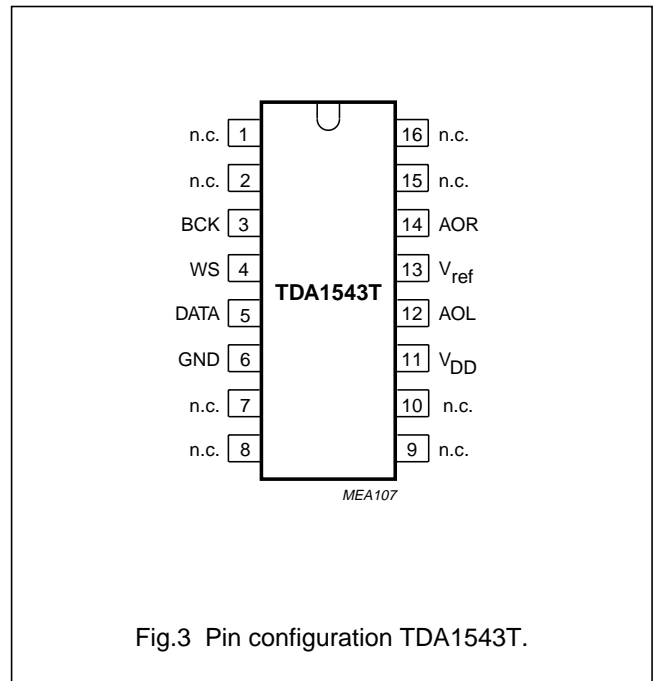 n.c. 1 16 n.c.
n.c. 2 15 n.c.
BCK 3 14 AOR
WS 4 13 Vref
TDA1543T
DATA 5 12 AOL
GND 6 11 VDD
n.c. 7 10 n.c.
n.c. 8 9 n.c.
MEA107
Fig.3 Pin configuration TDA1543T.